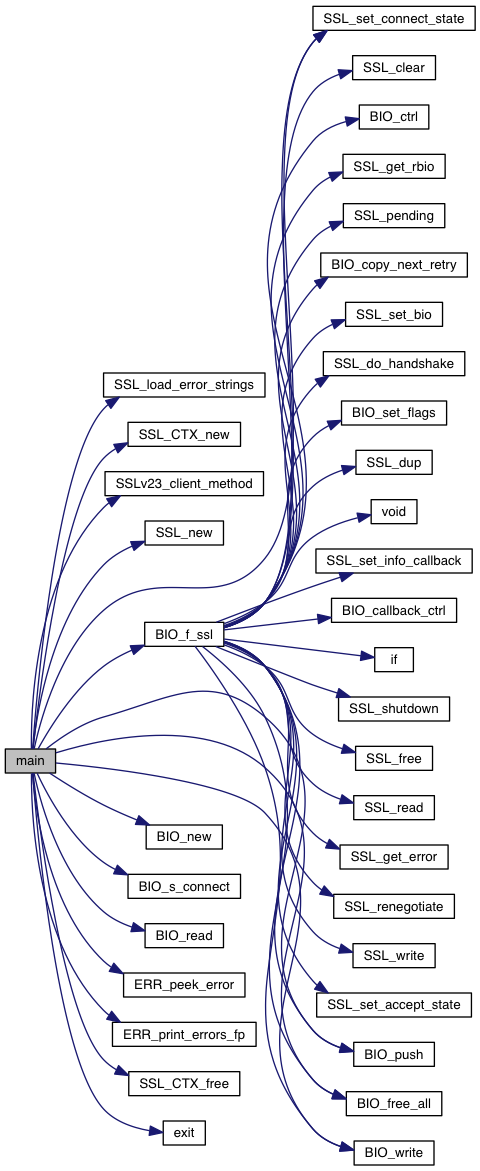 SSL_set_connect_state
SSL_clear
BIO_ctrl
SSL_get_rbio
SSL_pending
BIO_copy_next_retry
SSL_set_bio
SSL_do_handshake
SSL_load_error_strings
BIO_set_flags
SSL_CTX_new
SSL_dup
SSLv23_client_method
void
SSL_new
SSL_set_info_callback
BIO_callback_ctrl
BIO_f_ssl
if
SSL_shutdown
main
SSL_free
SSL_read
BIO_new
SSL_get_error
BIO_s_connect
SSL_renegotiate
BIO_read
SSL_write
ERR_peek_error
SSL_set_accept_state
ERR_print_errors_fp
BIO_push
SSL_CTX_free
BIO_free_all
exit
BIO_write